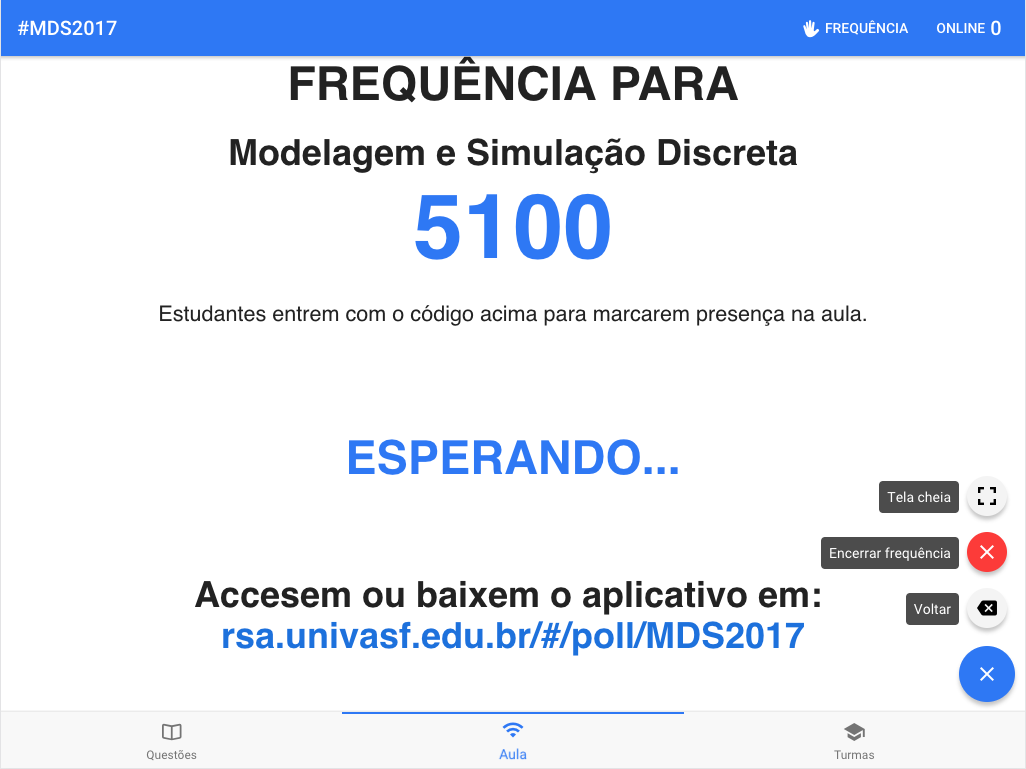 #MDS2017
FREQUÊNCIA
ONLINE 0
FREQUÊNCIA PARA
Modelagem e Simulação Discreta
5100
Estudantes entrem com o código acima para marcarem presença na aula.
ESPERANDO...
Tela cheia
Encerrar frequência
Accesem ou baixem o aplicativo em:
Voltar
rsa.univasf.edu.br/#/poll/MDS2017
Questões
Aula
Turmas